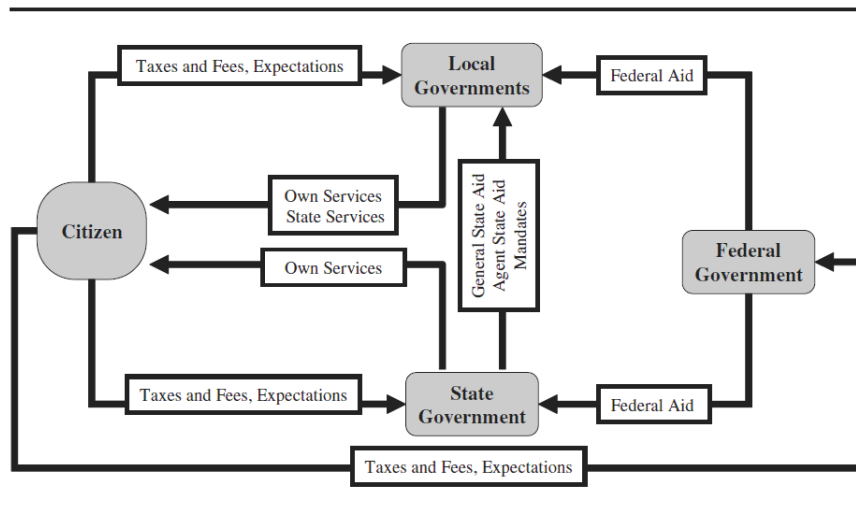 Taxes and Fees, Expectations
Local
Governments
Federal Aid
Own Services
State Services
General State Aid
Agent State Aid
Mandates
Citizen
Federal
Government
Own Services
Taxes and Fees, Expectations
State
Government
Federal Aid
Taxes and Fees, Expectations